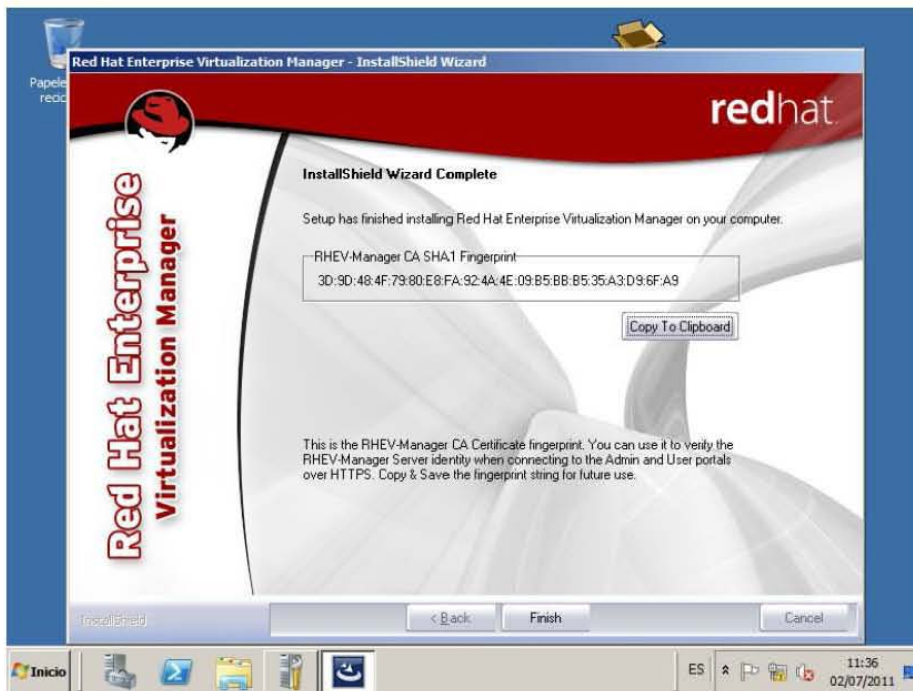 Papele
recic
Red Hat Enterprise Virtualization Manager - InstallShield Wizard
redhat.
Red Hat Enterprise
Virtualization Manager
InstallShield Wizard Complete
Setup has finished installing Red Hat Enterprise Virtualization Manager on your computer.
RHEV-Manager CA SHA1 Fingerprint
3D:9D:48:4F:79:80:E8:FA:92:4A:4E:09:B5:BB:B5:35:A3:D9:6F:A9
Copy To Clipboard
This is the RHEV-Manager CA Certificate fingerprint. You can use it to verify the
RHEV-Manager Server identity when connecting to the Admin and User portals
over HTTPS. Copy & Save the fingerprint string for future use.
InstallShield
< Back
Finish
Cancel
Inicio
ES
11:36
02/07/2011